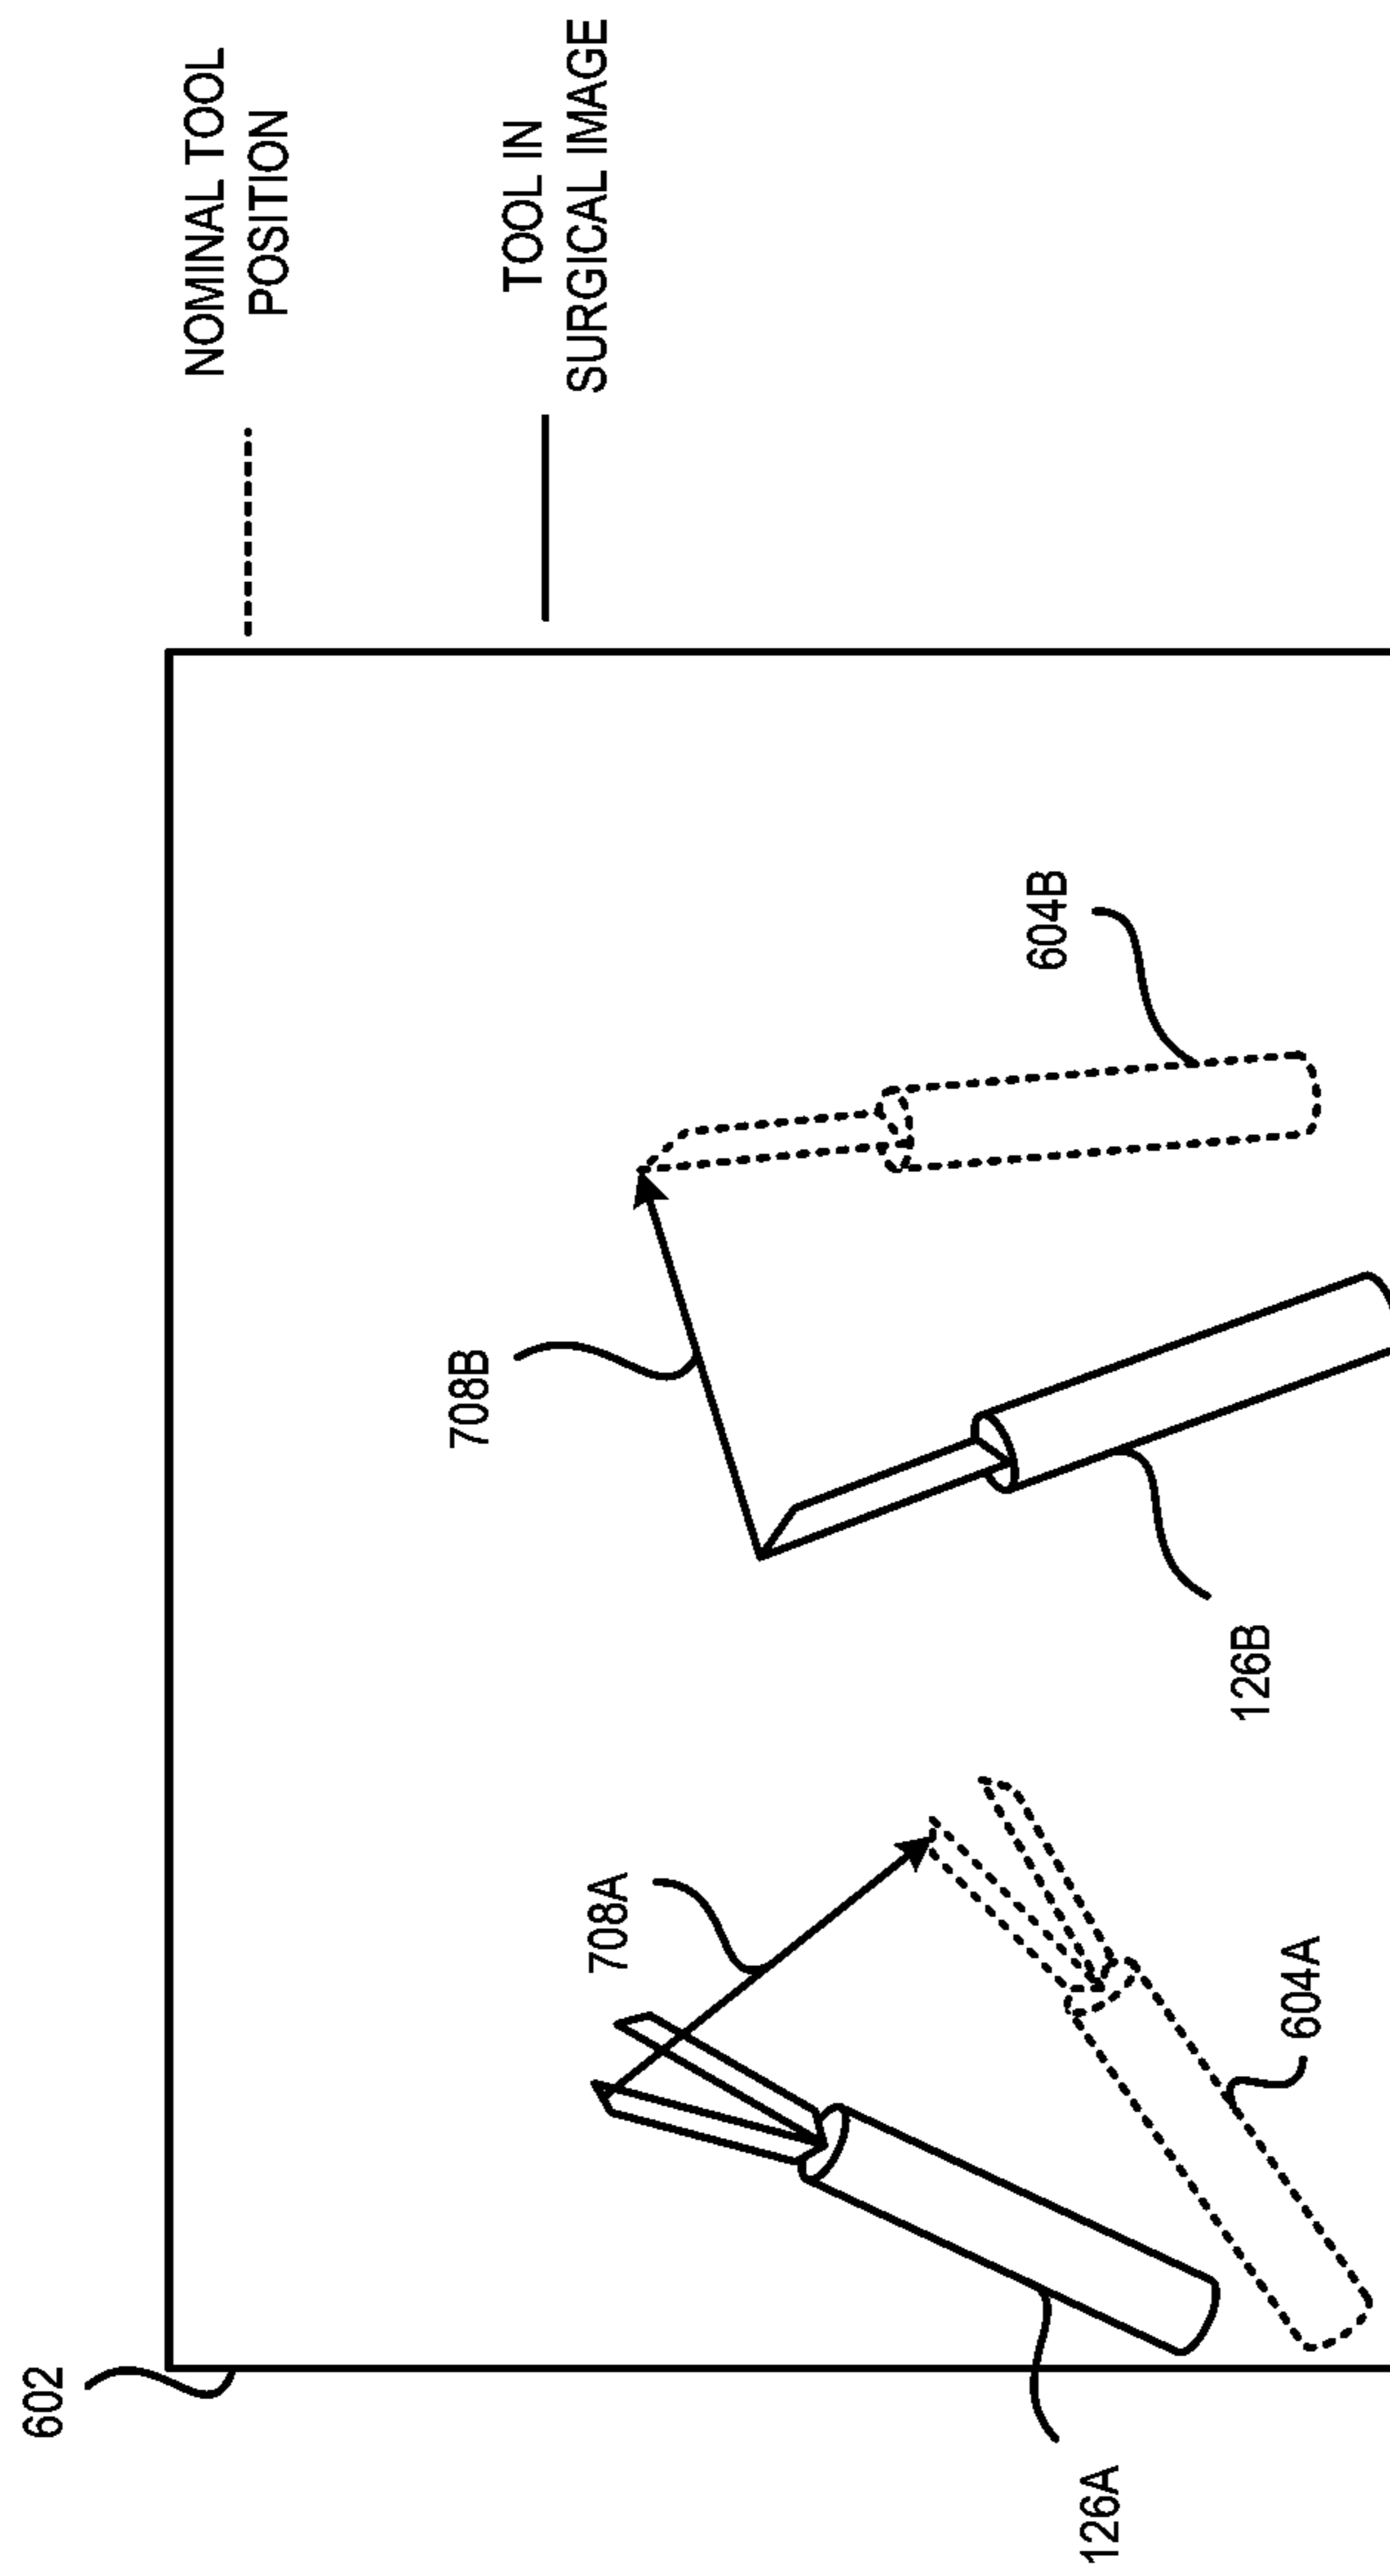 602
NOMINAL TOOL
POSITION
TOOL IN
SURGICAL IMAGE
708B
708A
604B
126B
604A
126A